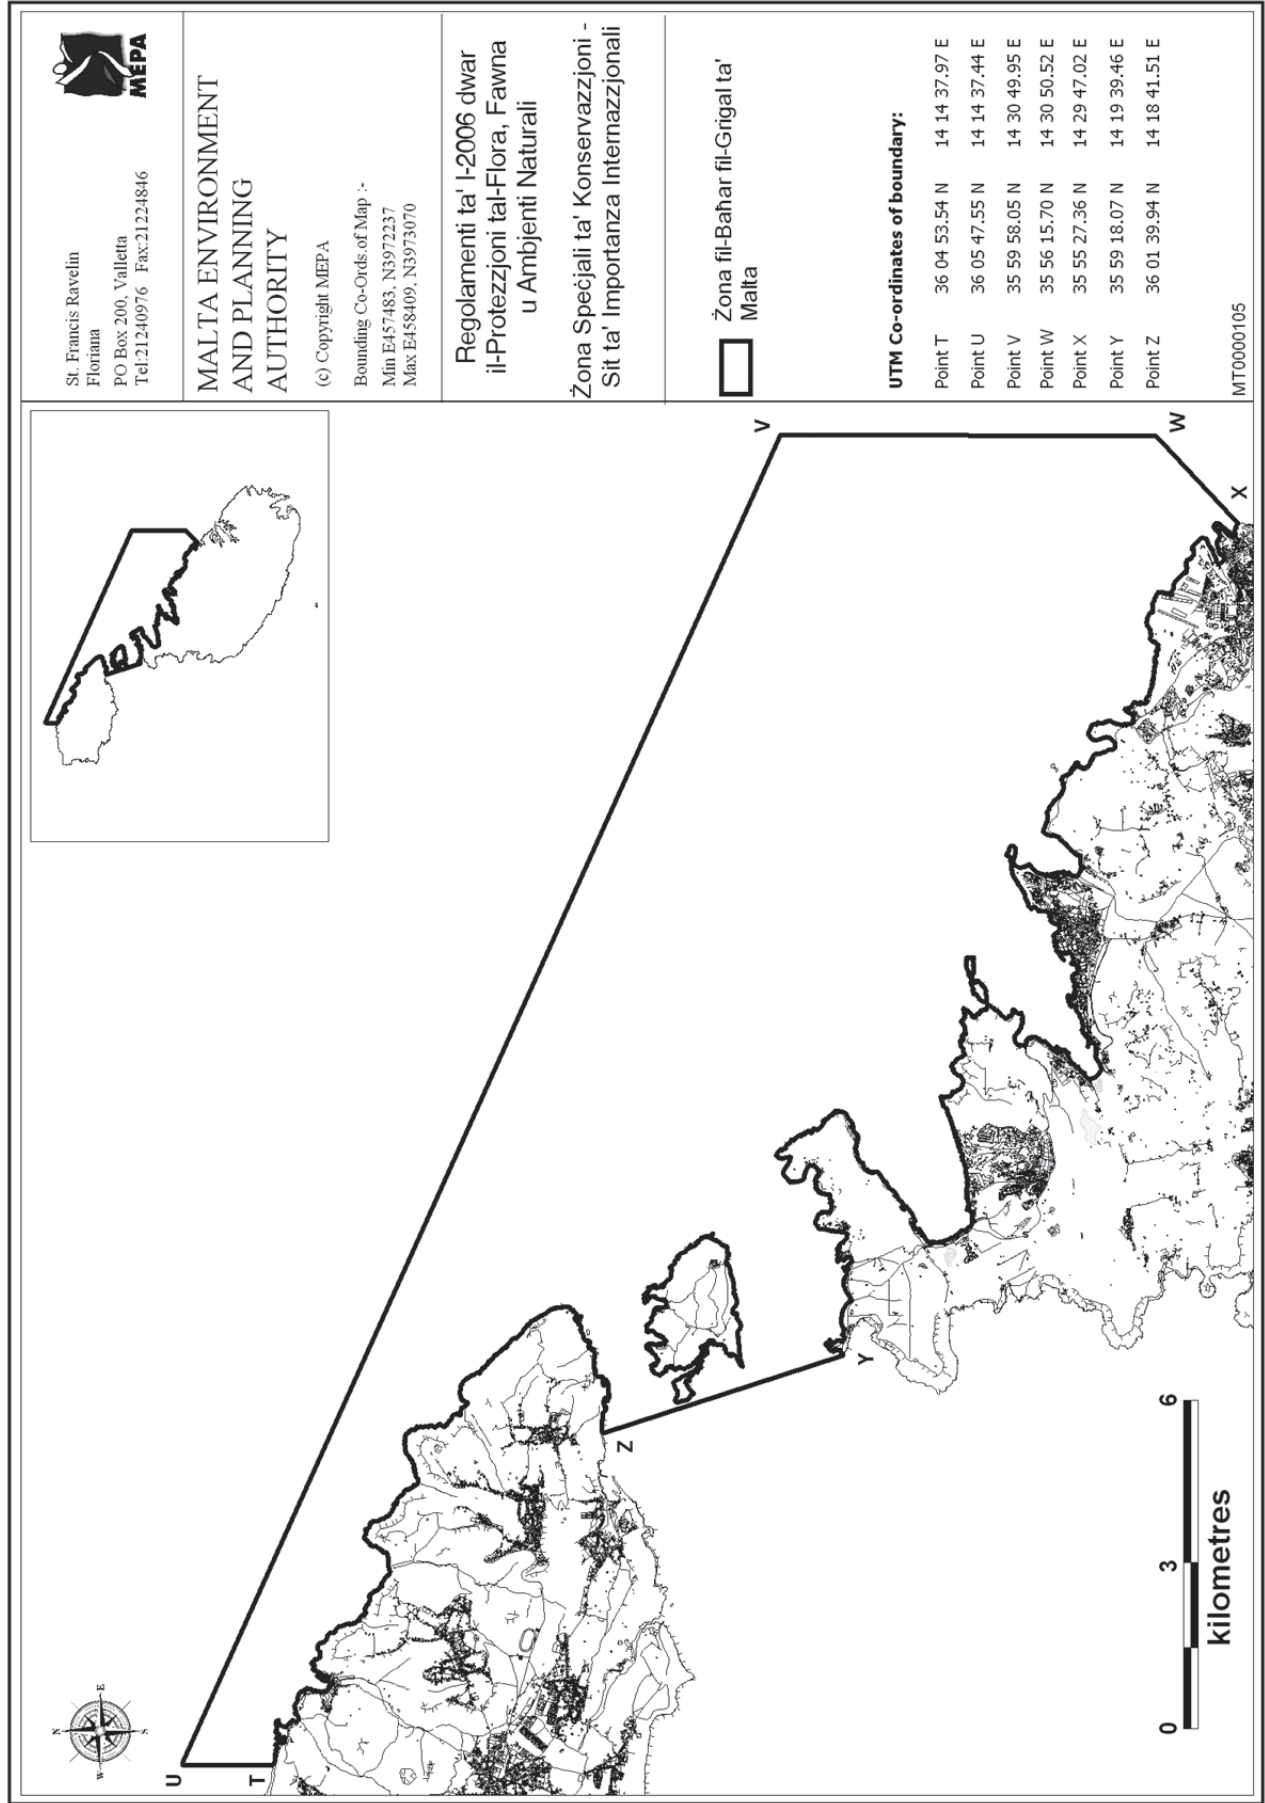 MEPA
St. Francis Ravelin
Floriana
PO Box 200, Valletta
Tel:21240976 Fax:21224846
MALTA ENVIRONMENT
AND PLANNING
AUTHORITY
(c) Copyright MEPA
Bounding Co-Ords.of Map :-
Min E457483, N3972237
Max E458409, N3973070
Regolamenti ta' l-2006 dwar
il-Protezzjoni tal-Flora, Fawna
u Ambjenti Naturali
Żona Speċjali ta' Konservazzjoni -
Sit ta' Importanza Internazzjonali
Żona fil-Baħar fil-Grigal ta'
Malta
UTM Co-ordinates of boundary:
Point T 36 04 53.54 N 14 14 37.97 E
Point U 36 05 47.55 N 14 14 37.44 E
Point V 35 59 58.05 N 14 30 49.95 E
Point W 35 56 15.70 N 14 30 50.52 E
Point X 35 55 27.36 N 14 29 47.02 E
Point Y 35 59 18.07 N 14 19 39.46 E
Point Z 36 01 39.94 N 14 18 41.51 E
MT0000105
N
W
E
S
U
T
V
W
X
Y
Z
0 3 6
kilometres